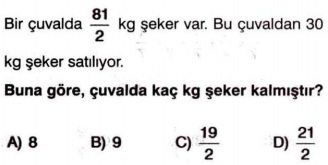 Bir çuvalda 81/2 kg şeker var. Bu çuvaldan 30
kg şeker satılıyor.
Buna göre, çuvalda kaç kg şeker kalmıştır?
A) 8 B) 9 C) 19/2 D) 21/2